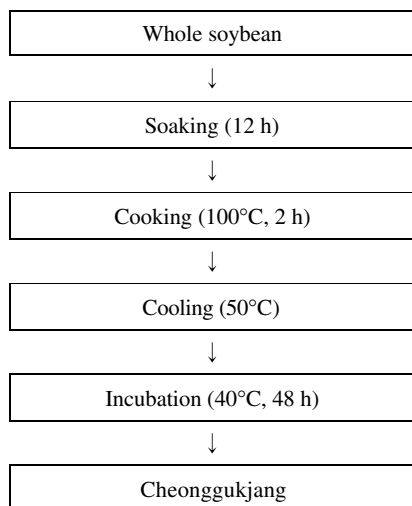 Whole soybean
↓
Soaking (12 h)
↓
Cooking (100°C, 2 h)
↓
Cooling (50°C)
↓
Incubation (40°C, 48 h)
↓
Cheonggukjang